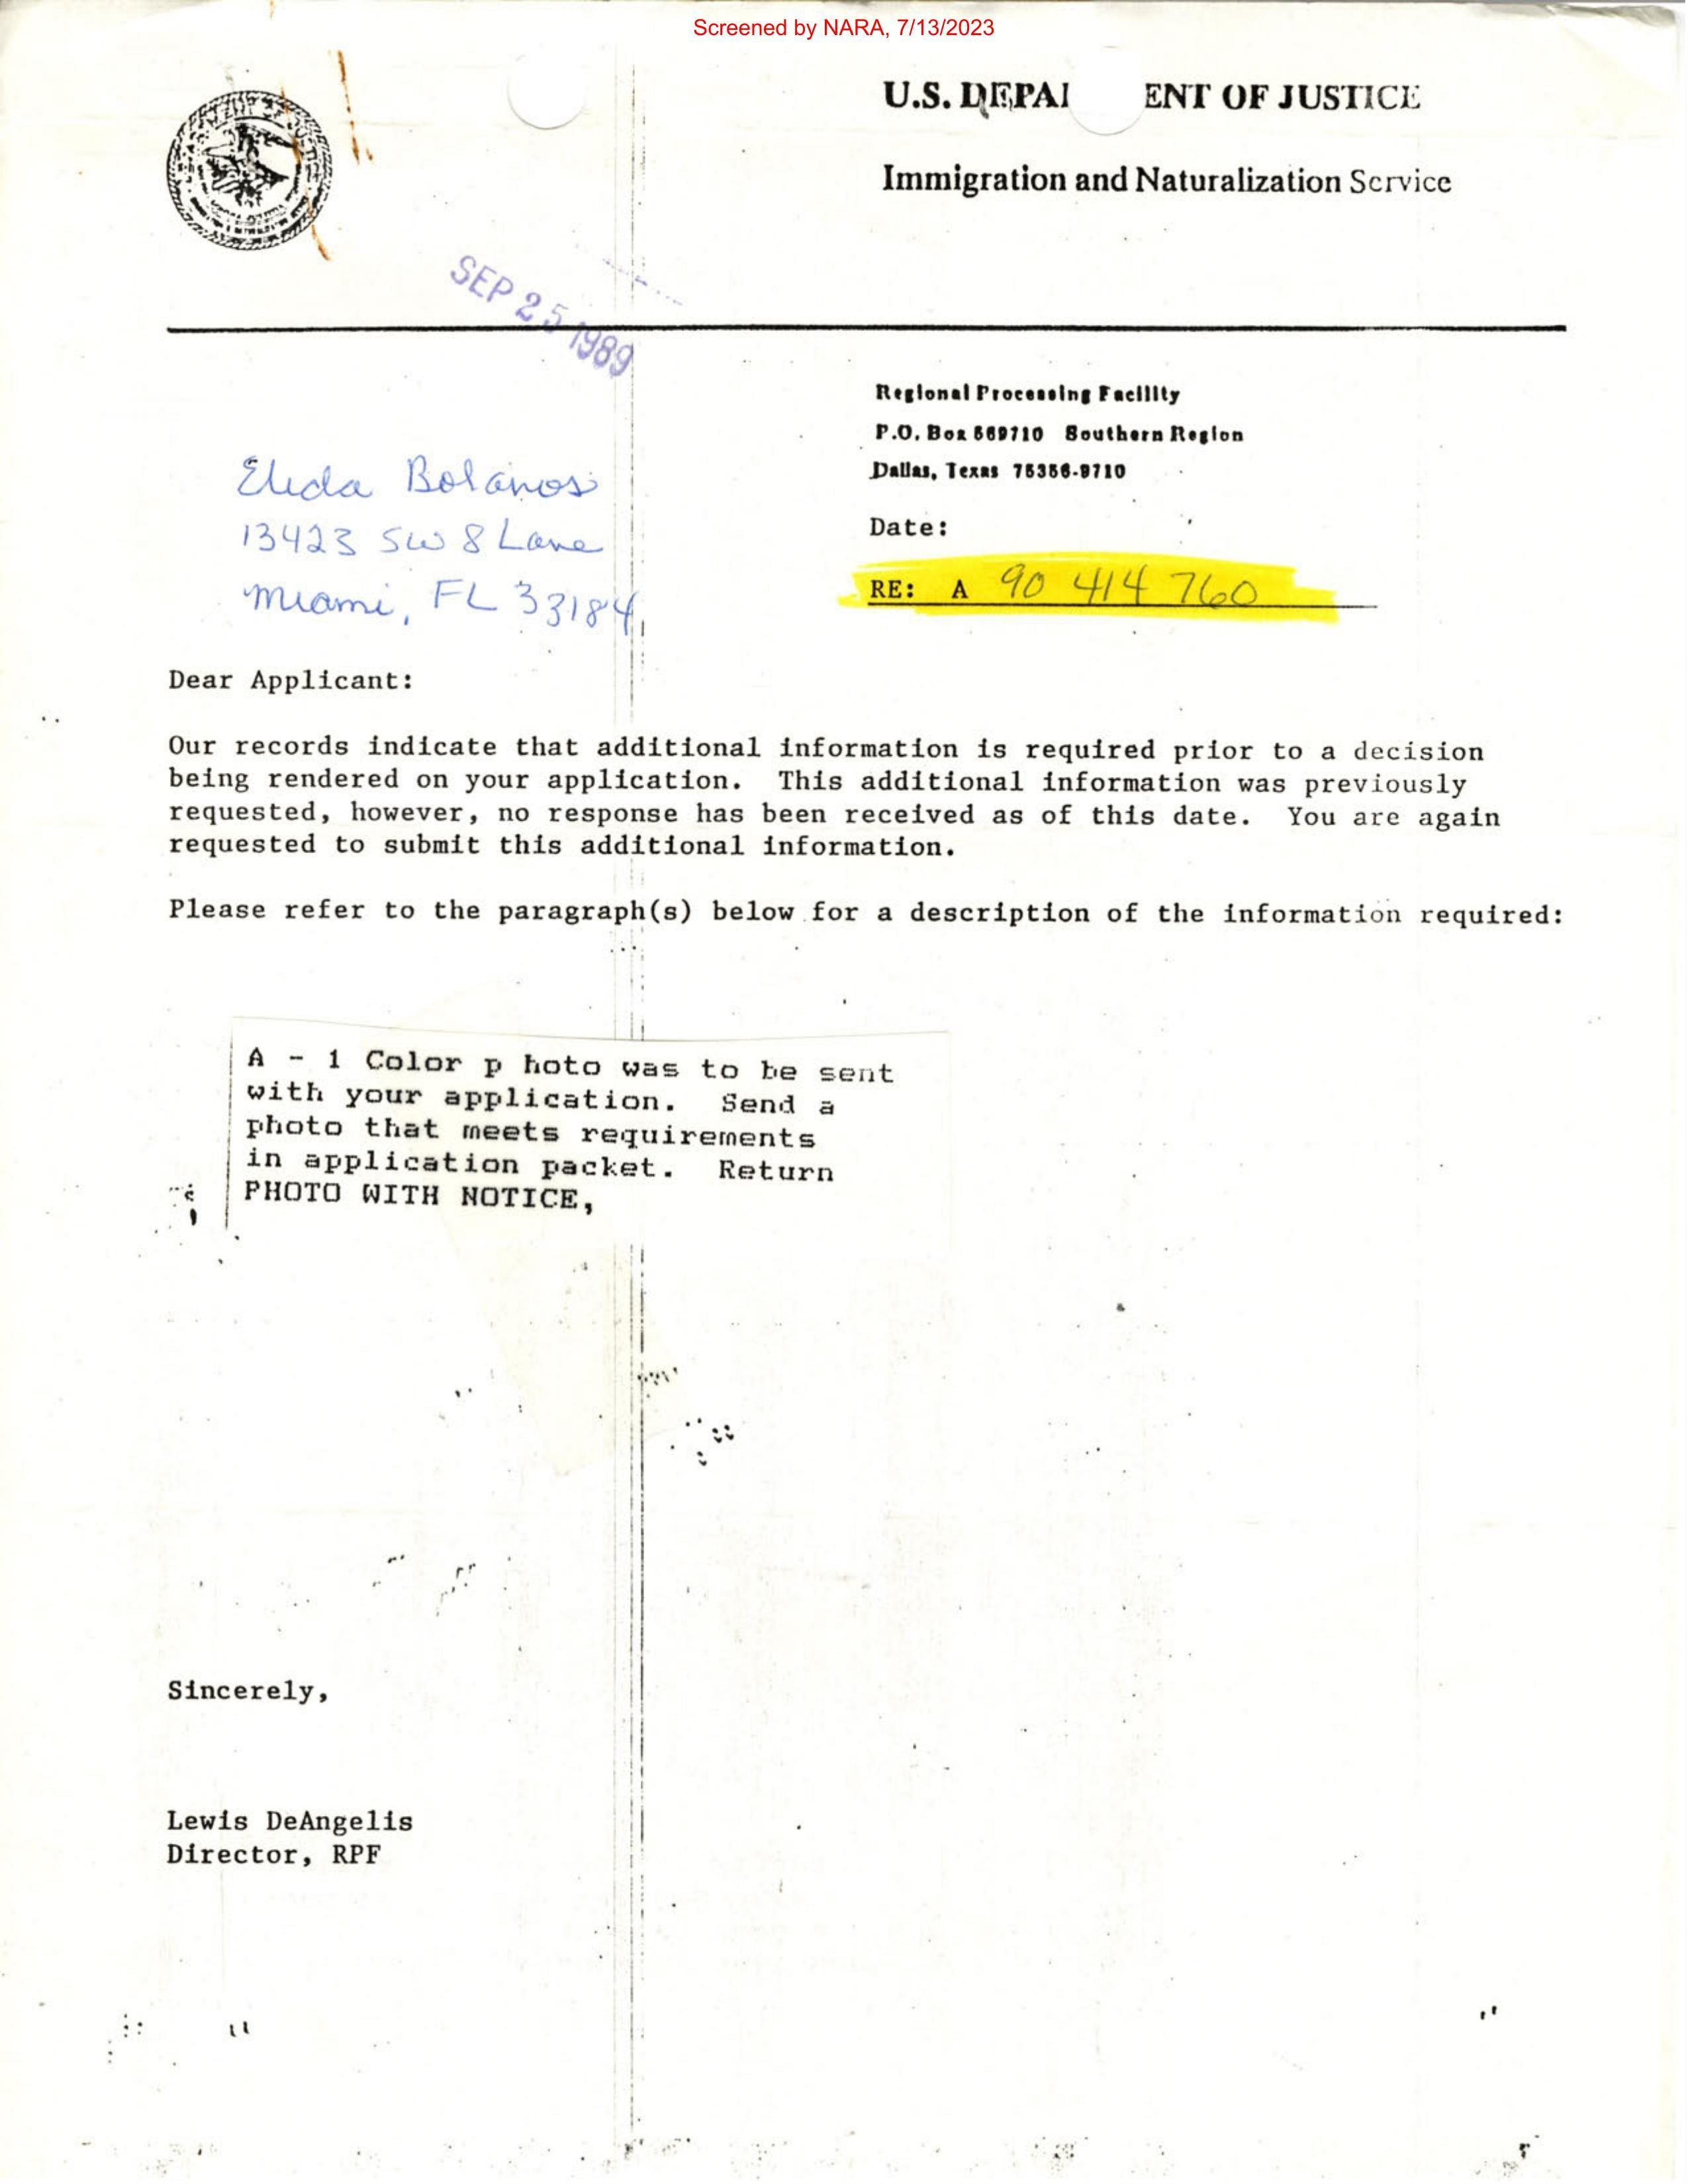 Screened by NARA, 7/13/2023
U.S. DEPA ENT OF JUSTICE
Immigration and Naturalization Service
SEP 25 1989
Regional Processing Facility
P.O. Box 569710 Southern Region
Dallas, Texas 75356-9710
Elida Bolanos
13423 SW 8 Lane
Miami, FL 33184
Date:
RE: A 90 414 760
Dear Applicant:
Our records indicate that additional information is required prior to a decision
being rendered on your application. This additional information was previously
requested, however, no response has been received as of this date. You are again
requested to submit this additional information.
Please refer to the paragraph(s) below for a description of the information required:
A - 1 Color p hoto was to be sent
with your application. Send a
photo that meets requirements
in application packet. Return
PHOTO WITH NOTICE,
Sincerely,
Lewis DeAngelis
Director, RPF